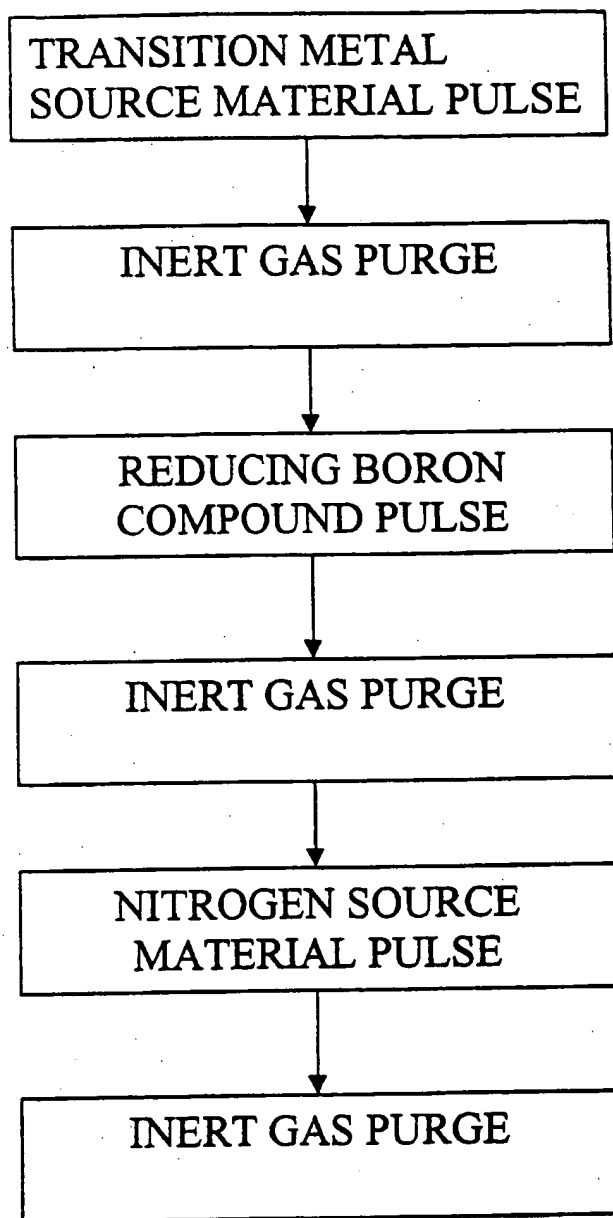 TRANSITION METAL
SOURCE MATERIAL PULSE
INERT GAS PURGE
REDUCING BORON
COMPOUND PULSE
INERT GAS PURGE
NITROGEN SOURCE
MATERIAL PULSE
INERT GAS PURGE